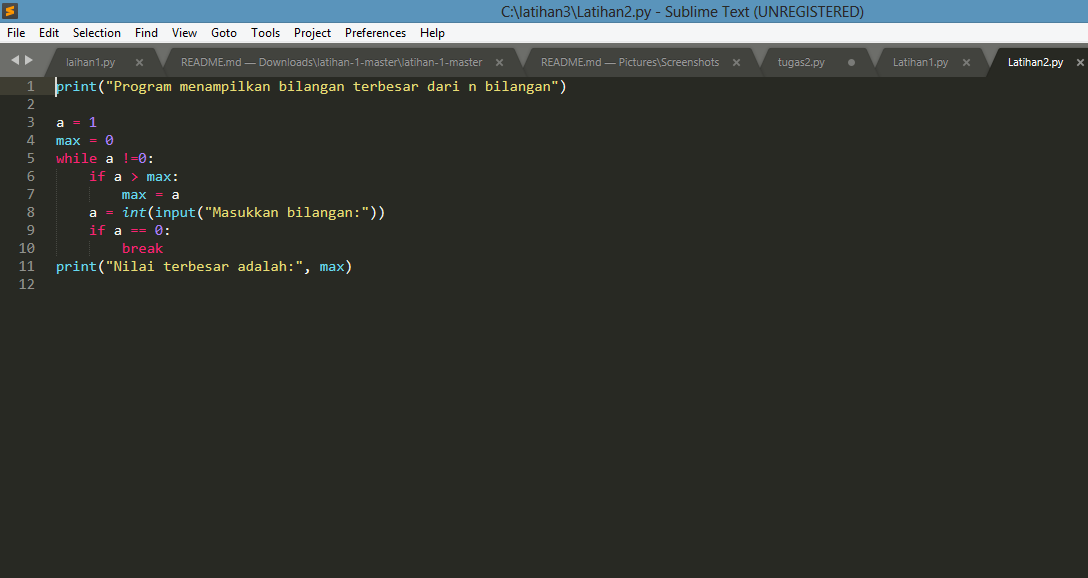 C:\latihan3\Latihan2.py - Sublime Text (UNREGISTERED)
File Edit Selection Find View Goto Tools Project Preferences Help
laihan1.py × README.md — Downloads\latihan-1-master\latihan-1-master × README.md — Pictures\Screenshots × tugas2.py Latihan1.py × Latihan2.py ×
1 print("Program menampilkan bilangan terbesar dari n bilangan")
2
3 a = 1
4 max = 0
5 while a !=0:
6     if a > max:
7         max = a
8     a = int(input("Masukkan bilangan:"))
9     if a == 0:
10         break
11 print("Nilai terbesar adalah:", max)
12